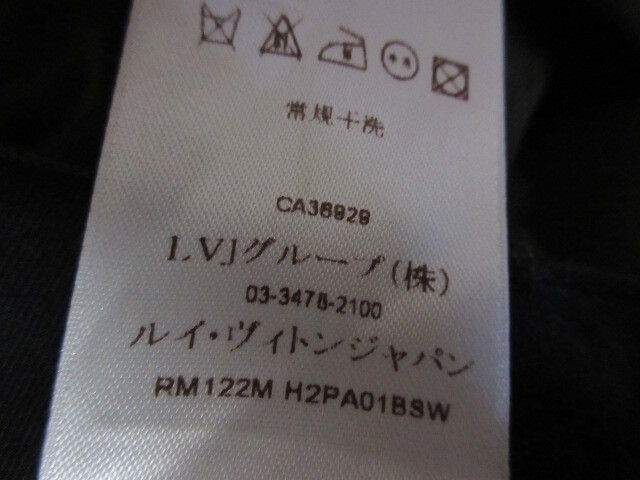 常规干洗
CA36929
LVJグループ(株)
03-3478-2100
ルイ・ヴィトンジャパン
RM122M H2PA01BSW